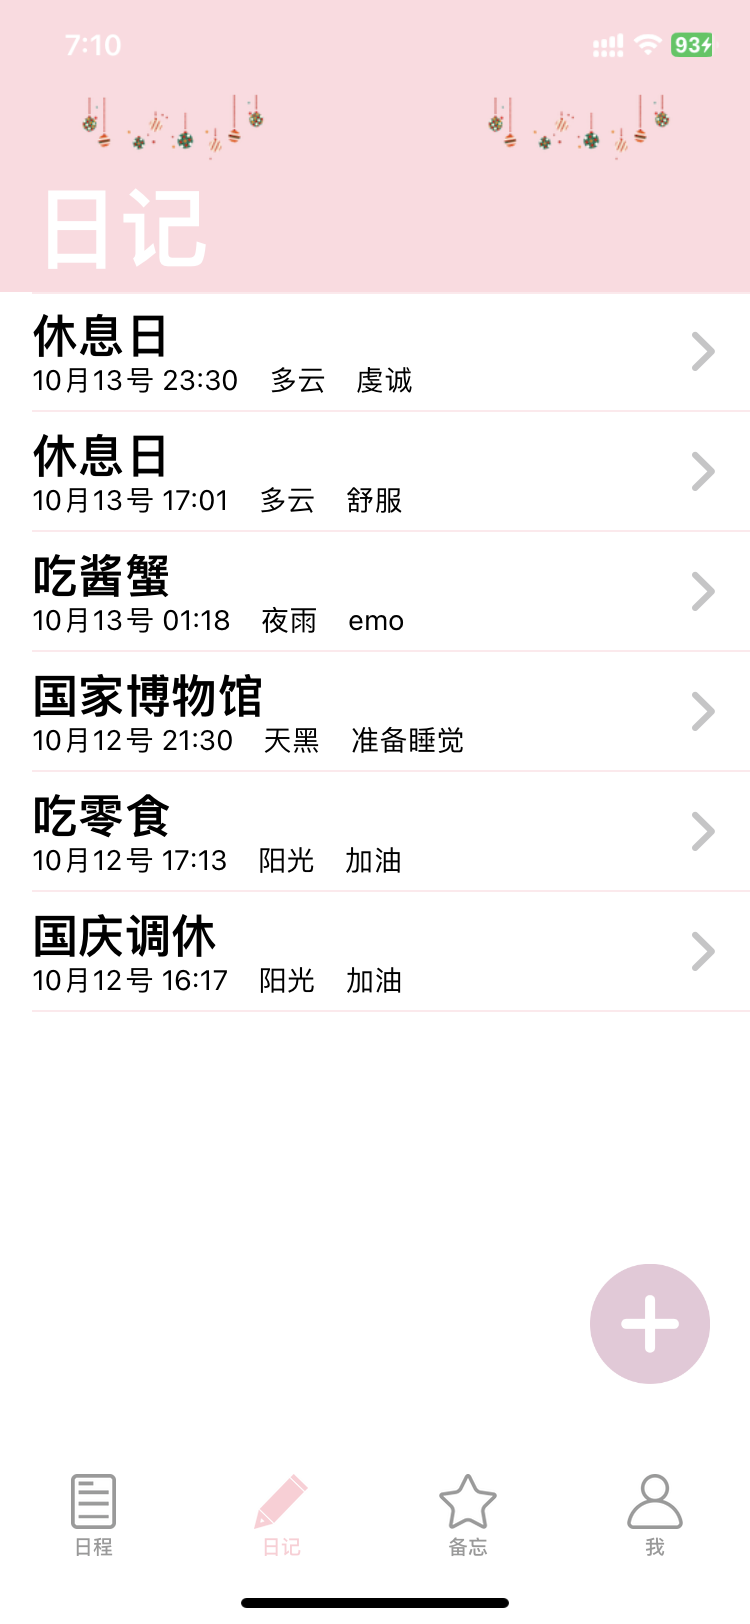 7:10
93
日记
休息日
10月13号 23:30 多云 虔诚
休息日
10月13号 17:01 多云 舒服
吃酱蟹
10月13号 01:18 夜雨 emo
国家博物馆
10月12号 21:30 天黑 准备睡觉
吃零食
10月12号 17:13 阳光 加油
国庆调休
10月12号 16:17 阳光 加油
日程 日记 备忘 我